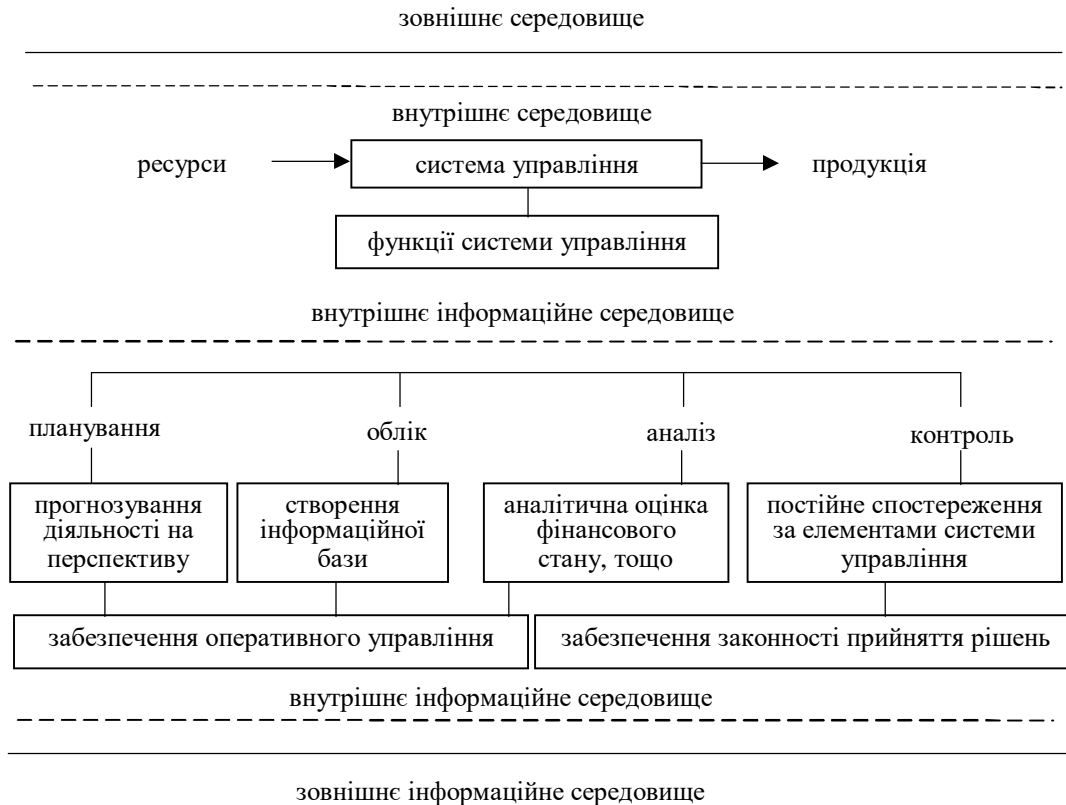 зовнішнє середовище
внутрішнє середовище
ресурси
система управління
продукція
функції системи управління
внутрішнє інформаційне середовище
планування
облік
аналіз
контроль
прогнозування
діяльності на
перспективу
створення
інформаційної
бази
аналітична оцінка
фінансового
стану, тощо
постійне спостереження
за елементами системи
управління
забезпечення оперативного управління
забезпечення законності прийняття рішень
внутрішнє інформаційне середовище
зовнішнє інформаційне середовище